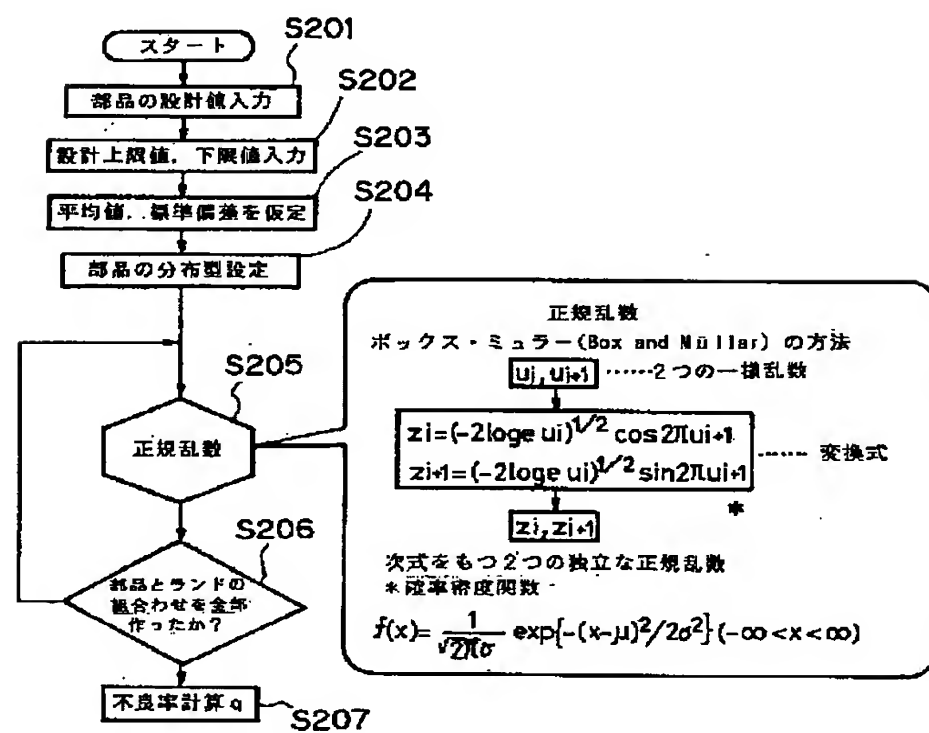 スタート
S201
部品の設計値入力
S202
設計上限値，下限値入力
S203
平均値，標準偏差を仮定
S204
部品の分布型設定
S205
正規乱数
S206
部品とランドの
組合わせを全部
作ったか？
不良率計算 q
S207
正規乱数
ボックス・ミュラー(Box and Müllar) の方法
ui, ui+1 ……2つの一様乱数
zi=(-2loge ui)^1/2 cos2πui+1
zi+1=(-2loge ui)^1/2 sin2πui+1
…… 変換式
*
zi, zi+1
次式をもつ2つの独立な正規乱数
*確率密度関数
f(x)= 1/√2πσ exp{-(x-μ)²/2σ²} (-∞<x<∞)